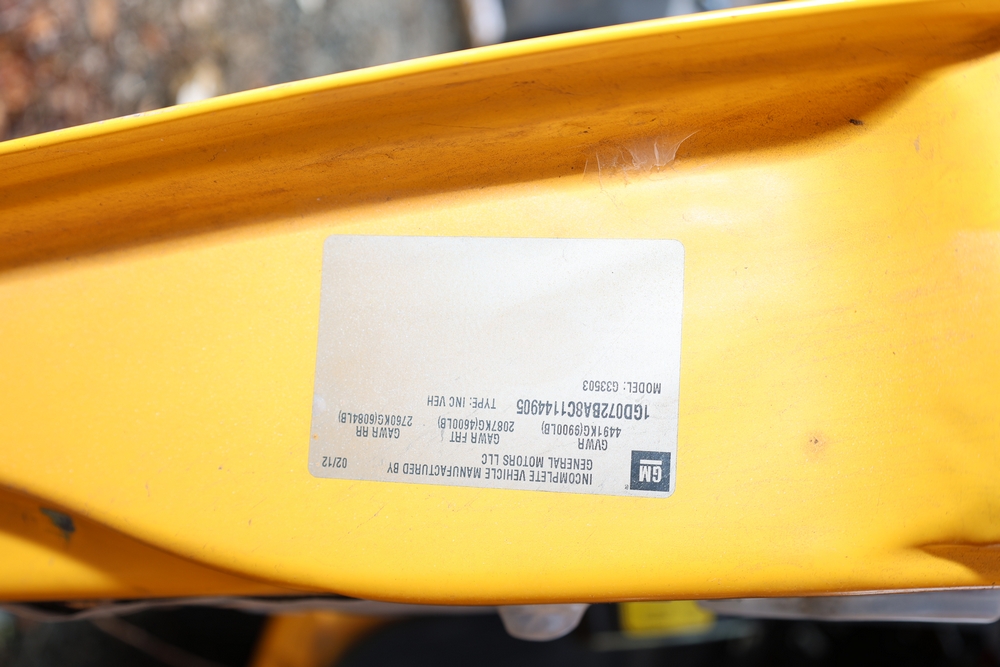 GM
INCOMPLETE VEHICLE MANUFACTURED BY
GENERAL MOTORS LLC
02/12
GVWR GAWR FRT GAWR RR
4491KG(9900LB) 2087KG(4600LB) 2760KG(6084LB)
1GD072BA8C1144905 TYPE: INC VEH
MODEL: G33503